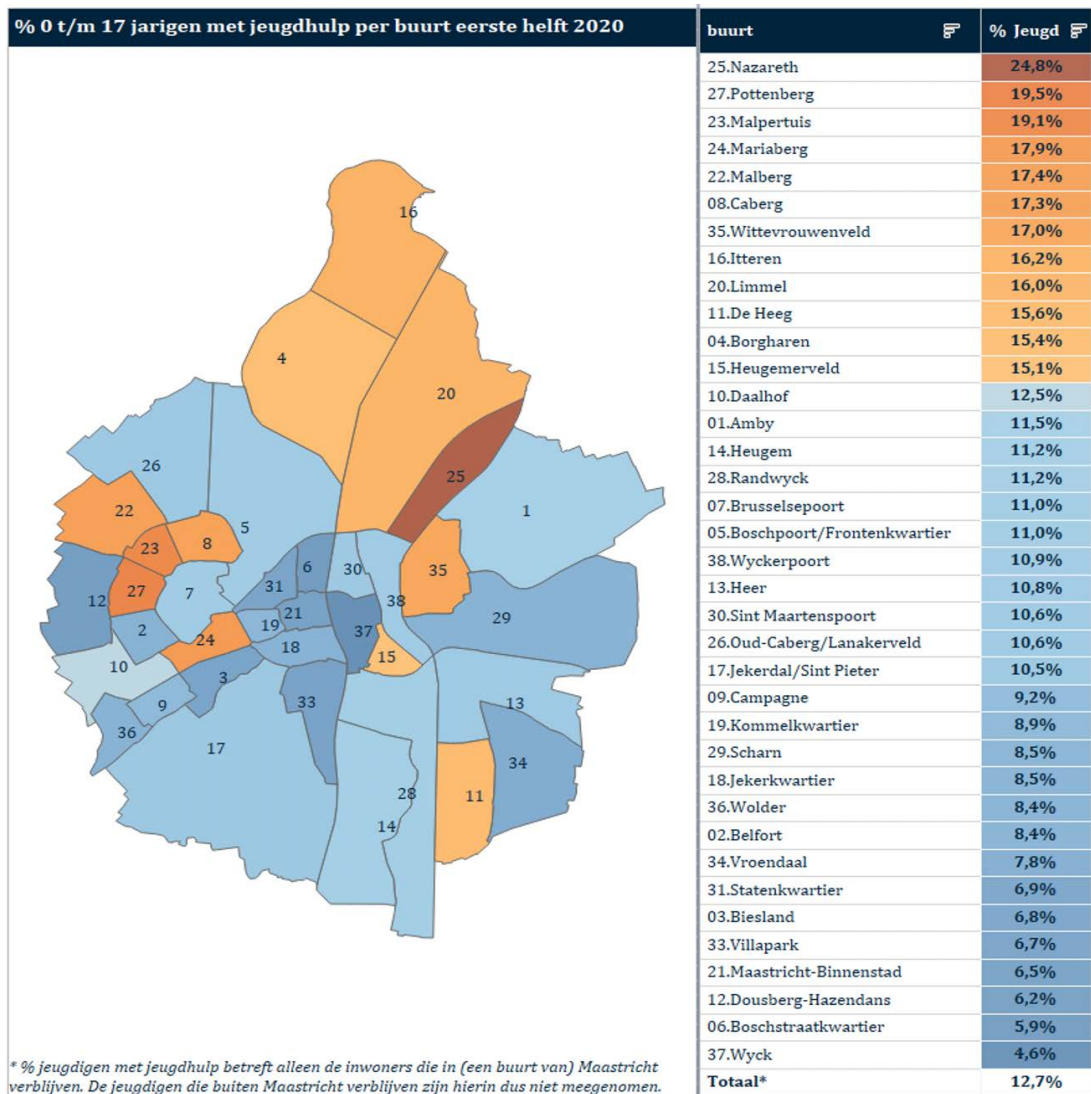 % 0 t/m 17 jarigen met jeugdhulp per buurt eerste helft 2020
16
4
20
26
25
22
5
1
23
8
6
30
35
27
7
31
12
38
21
2
19
37
29
24
18
15
10
3
33
9
13
36
17
34
28
11
14
* % jeugdigen met jeugdhulp betreft alleen de inwoners die in (een buurt van) Maastricht
verblijven. De jeugdigen die buiten Maastricht verblijven zijn hierin dus niet meegenomen.
buurt % Jeugd
25.Nazareth 24,8%
27.Pottenberg 19,5%
23.Malpertuis 19,1%
24.Mariaberg 17,9%
22.Malberg 17,4%
08.Caberg 17,3%
35.Wittevrouwenveld 17,0%
16.Itteren 16,2%
20.Limmel 16,0%
11.De Heeg 15,6%
04.Borgharen 15,4%
15.Heugemerveld 15,1%
10.Daalhof 12,5%
01.Amby 11,5%
14.Heugem 11,2%
28.Randwyck 11,2%
07.Brusselsepoort 11,0%
05.Boschpoort/Frontenkwartier 11,0%
38.Wyckerpoort 10,9%
13.Heer 10,8%
30.Sint Maartenspoort 10,6%
26.Oud-Caberg/Lanakerveld 10,6%
17.Jekerdal/Sint Pieter 10,5%
09.Campagne 9,2%
19.Kommelkwartier 8,9%
29.Scharn 8,5%
18.Jekerkwartier 8,5%
36.Wolder 8,4%
02.Belfort 8,4%
34.Vroendaal 7,8%
31.Statenkwartier 6,9%
03.Biesland 6,8%
33.Villapark 6,7%
21.Maastricht-Binnenstad 6,5%
12.Dousberg-Hazendans 6,2%
06.Boschstraatkwartier 5,9%
37.Wyck 4,6%
Totaal* 12,7%